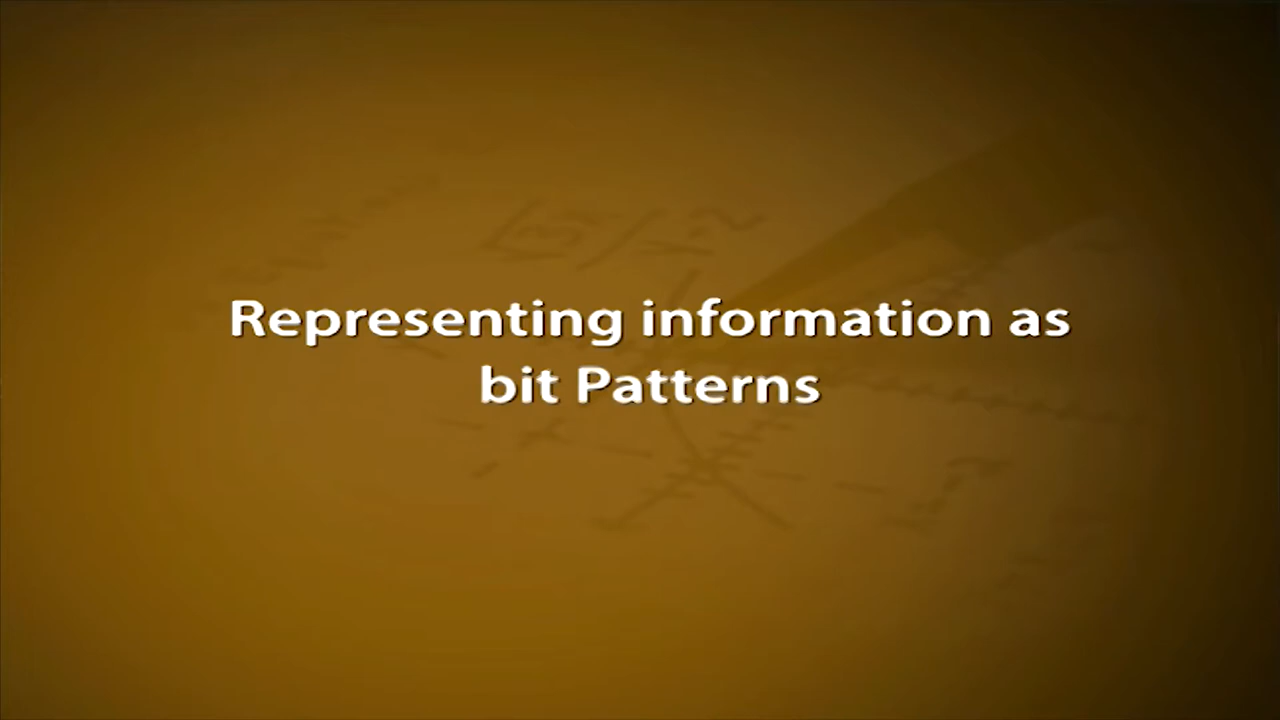 Representing information as
bit Patterns